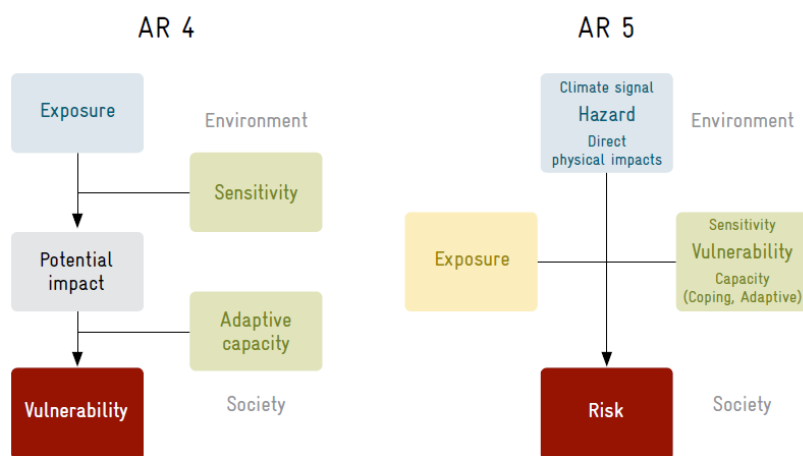 AR 4
Exposure
Environment
Sensitivity
Potential
impact
Adaptive
capacity
Vulnerability
Society
AR 5
Climate signal
Hazard
Direct
physical impacts
Environment
Exposure
Sensitivity
Vulnerability
Capacity
(Coping, Adaptive)
Risk
Society